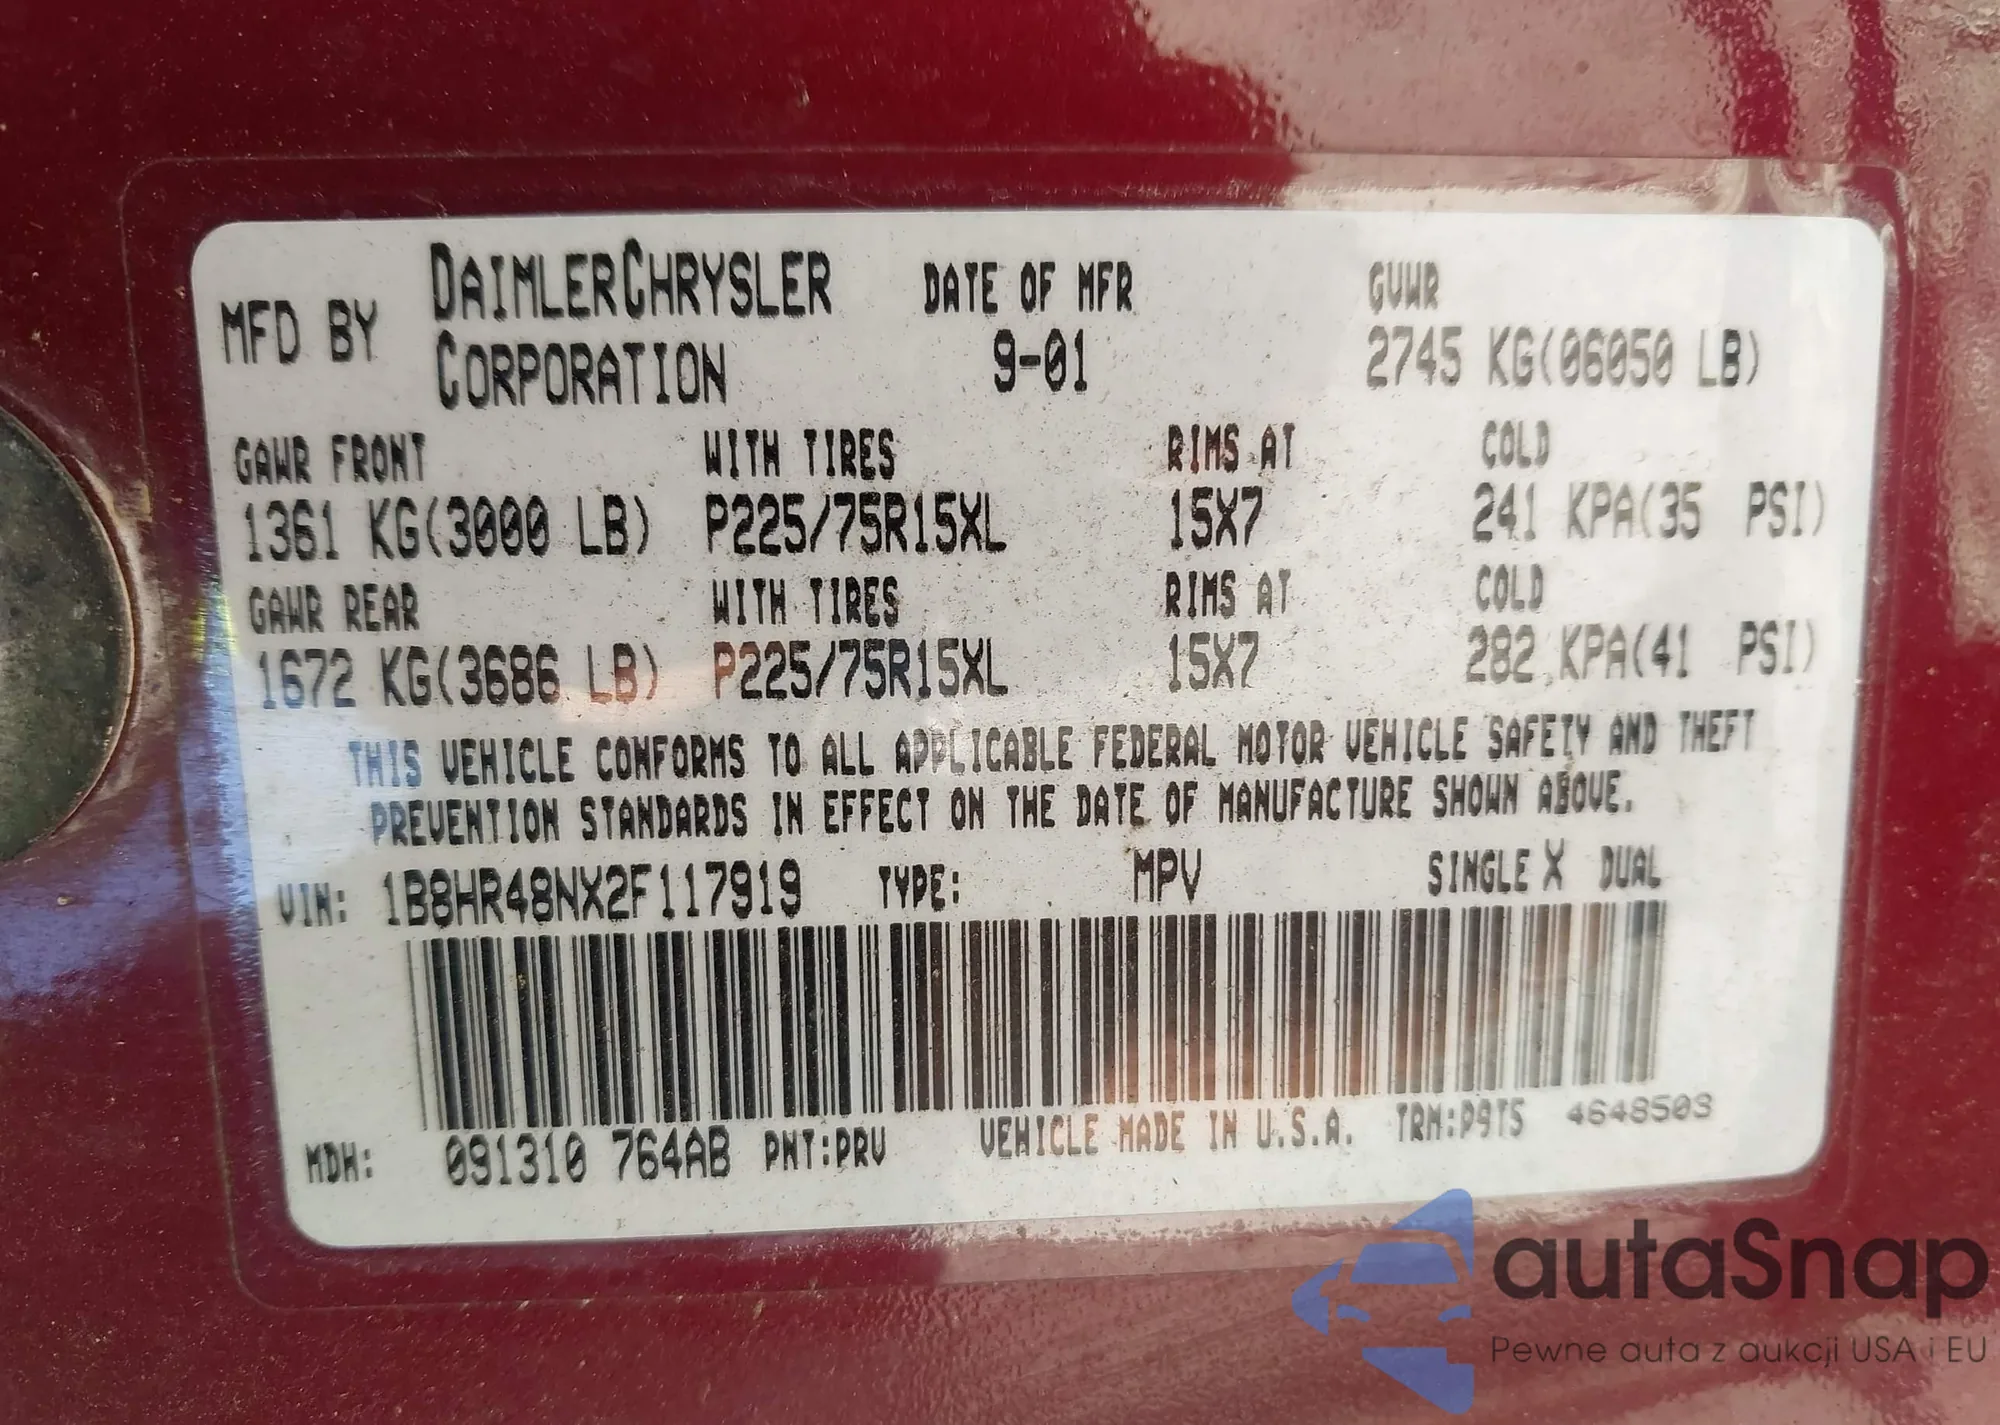 MFD BY DAIMLERCHRYSLER CORPORATION DATE OF MFR 9-01 GVWR 2745 KG(06050 LB)
GAWR FRONT WITH TIRES RIMS AT COLD
1361 KG(3000 LB) P225/75R15XL 15X7 241 KPA(35 PSI)
GAWR REAR WITH TIRES RIMS AT COLD
1672 KG(3686 LB) P225/75R15XL 15X7 282 KPA(41 PSI)
THIS VEHICLE CONFORMS TO ALL APPLICABLE FEDERAL MOTOR VEHICLE SAFETY AND THEFT
PREVENTION STANDARDS IN EFFECT ON THE DATE OF MANUFACTURE SHOWN ABOVE.
VIN: 1B8HR48NX2F117919 TYPE: MPV SINGLE X DUAL
MDH: 091310 764AB PNT:PRV VEHICLE MADE IN U.S.A. TRM:P9T5 4648503
autaSnap
Pewne auta z aukcji USA i EU